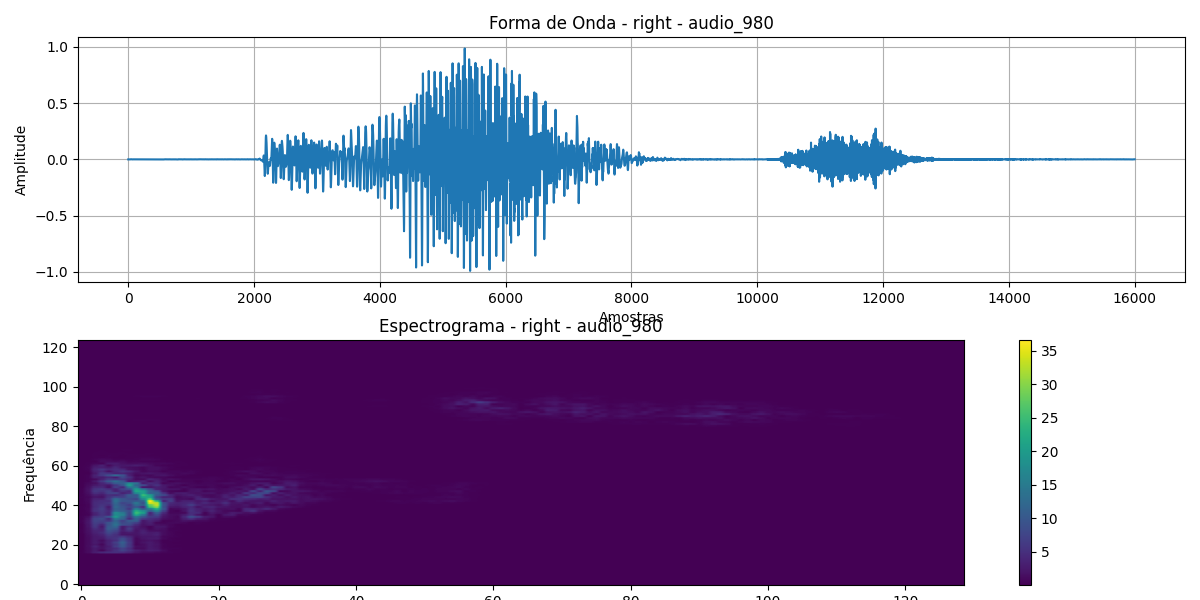 Forma de Onda - right - audio_980
1.0
0.5
0.0
−0.5
−1.0
Amplitude
0 2000 4000 6000 8000 10000 12000 14000 16000
Amostras
Espectrograma - right - audio_980
120
100
80
60
40
20
0
Frequência
0 20 40 60 80 100 120
35
30
25
20
15
10
5